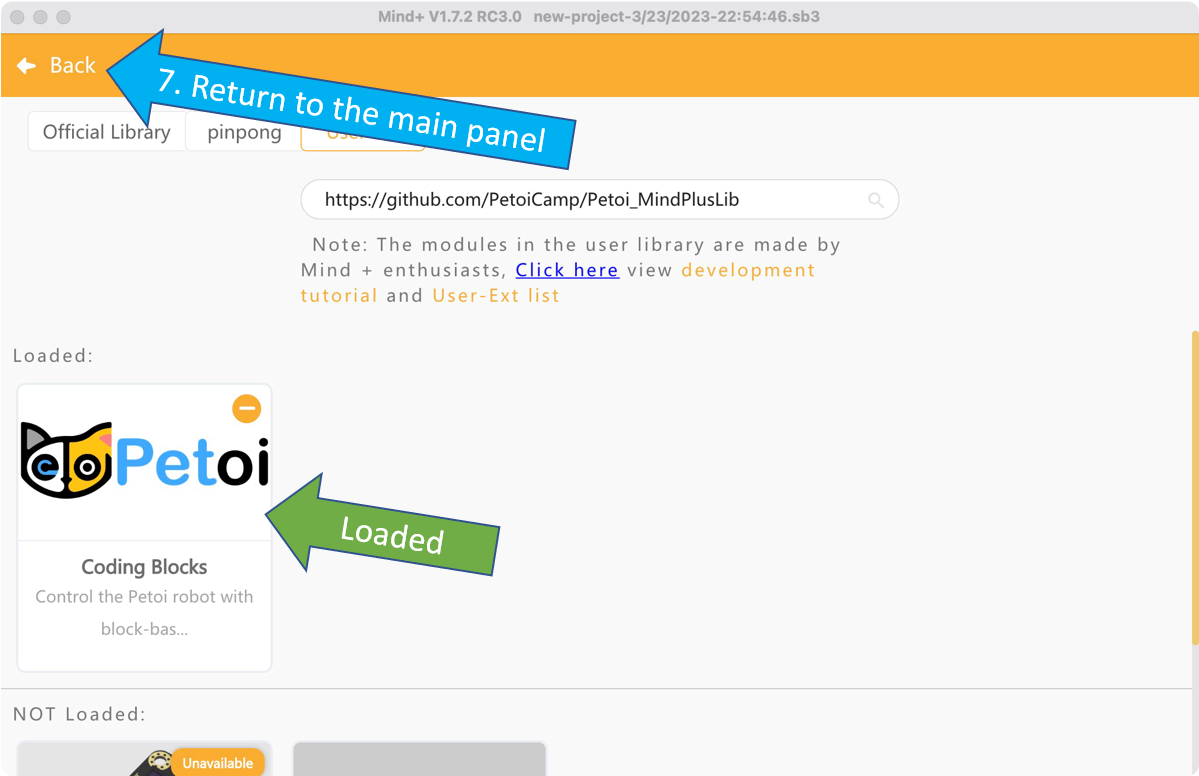 Mind+ V1.7.2 RC3.0 new-project-3/23/2023-22:54:46.sb3
Back
7. Return to the main panel
Official Library
pinpong
https://github.com/PetoiCamp/Petoi_MindPlusLib
Note: The modules in the user library are made by
Mind + enthusiasts, Click here view development
tutorial and User-Ext list
Loaded:
Petoi
Loaded
Coding Blocks
Control the Petoi robot with
block-bas...
NOT Loaded:
Unavailable